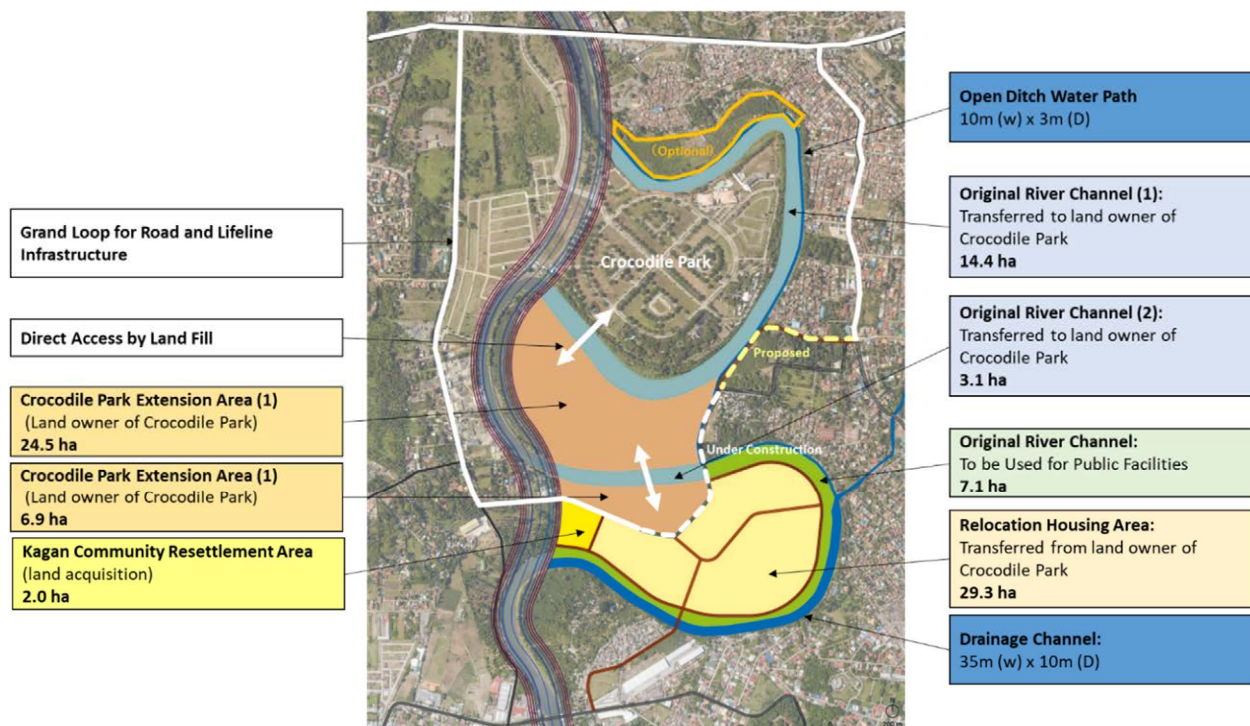 Grand Loop for Road and Lifeline
Infrastructure
Direct Access by Land Fill
Crocodile Park Extension Area (1)
(Land owner of Crocodile Park)
24.5 ha
Crocodile Park Extension Area (1)
(Land owner of Crocodile Park)
6.9 ha
Kagan Community Resettlement Area
(land acquisition)
2.0 ha
(Optional)
Crocodile Park
Proposed
Under Construction
Open Ditch Water Path
10m (w) x 3m (D)
Original River Channel (1):
Transferred to land owner of
Crocodile Park
14.4 ha
Original River Channel (2):
Transferred to land owner of
Crocodile Park
3.1 ha
Original River Channel:
To be Used for Public Facilities
7.1 ha
Relocation Housing Area:
Transferred from land owner of
Crocodile Park
29.3 ha
Drainage Channel:
35m (w) x 10m (D)